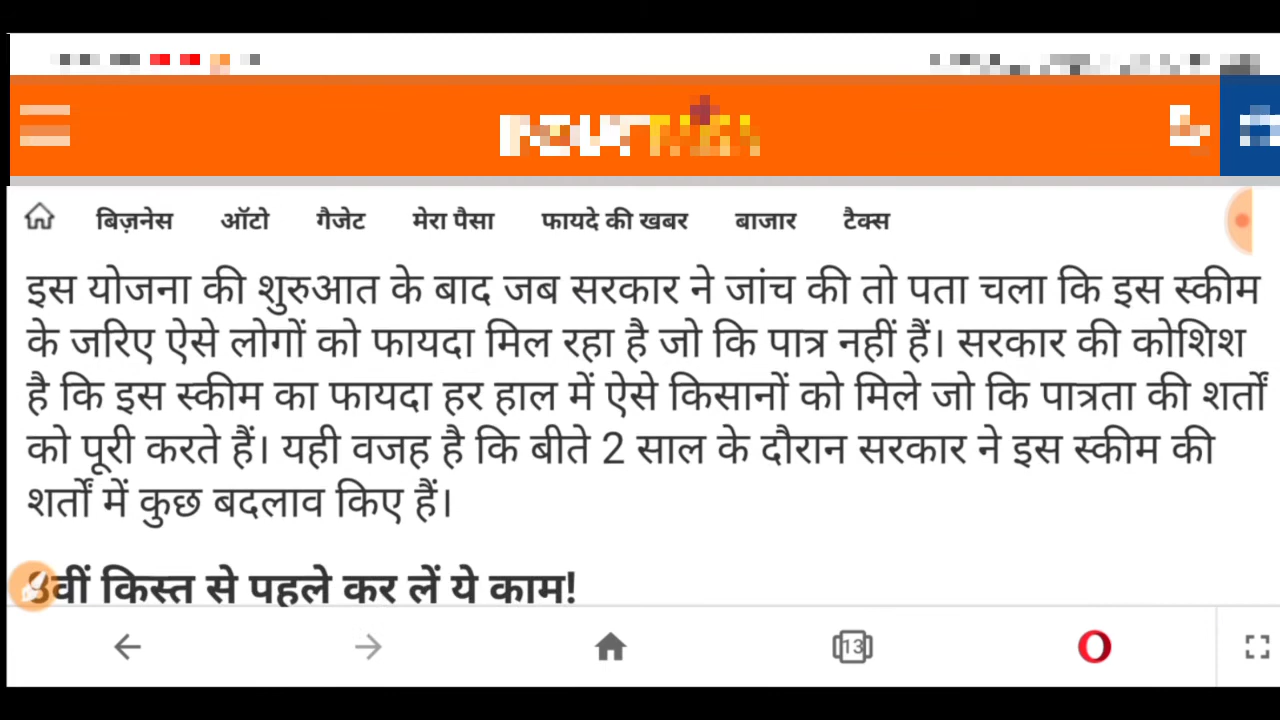 बिज़नेस ऑटो गैजेट मेरा पैसा फायदे की खबर बाजार टैक्स
इस योजना की शुरुआत के बाद जब सरकार ने जांच की तो पता चला कि इस स्कीम
के जरिए ऐसे लोगों को फायदा मिल रहा है जो कि पात्र नहीं हैं। सरकार की कोशिश
है कि इस स्कीम का फायदा हर हाल में ऐसे किसानों को मिले जो कि पात्रता की शर्तों
को पूरी करते हैं। यही वजह है कि बीते 2 साल के दौरान सरकार ने इस स्कीम की
शर्तों में कुछ बदलाव किए हैं।
8वीं किस्त से पहले कर लें ये काम!
13